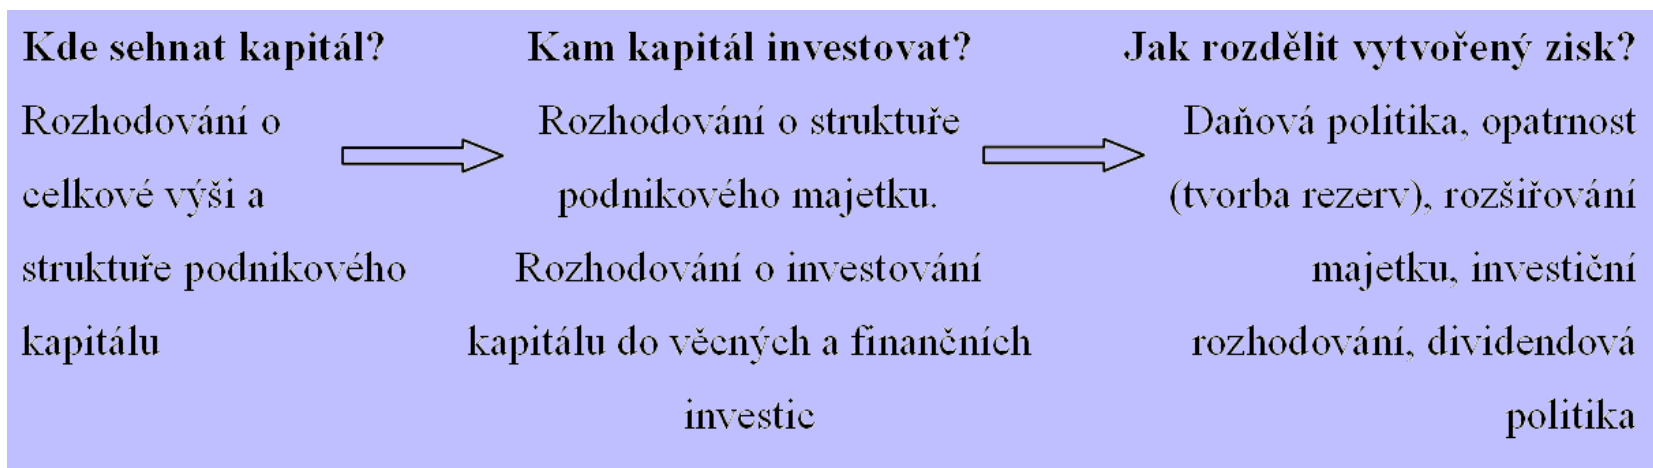 Kde sehnat kapitál?
Rozhodování o
celkové výši a
struktuře podnikového
kapitálu
Kam kapitál investovat?
Rozhodování o struktuře
podnikového majetku.
Rozhodování o investování
kapitálu do věcných a finančních
investic
Jak rozdělit vytvořený zisk?
Daňová politika, opatrnost
(tvorba rezerv), rozšiřování
majetku, investiční
rozhodování, dividendová
politika